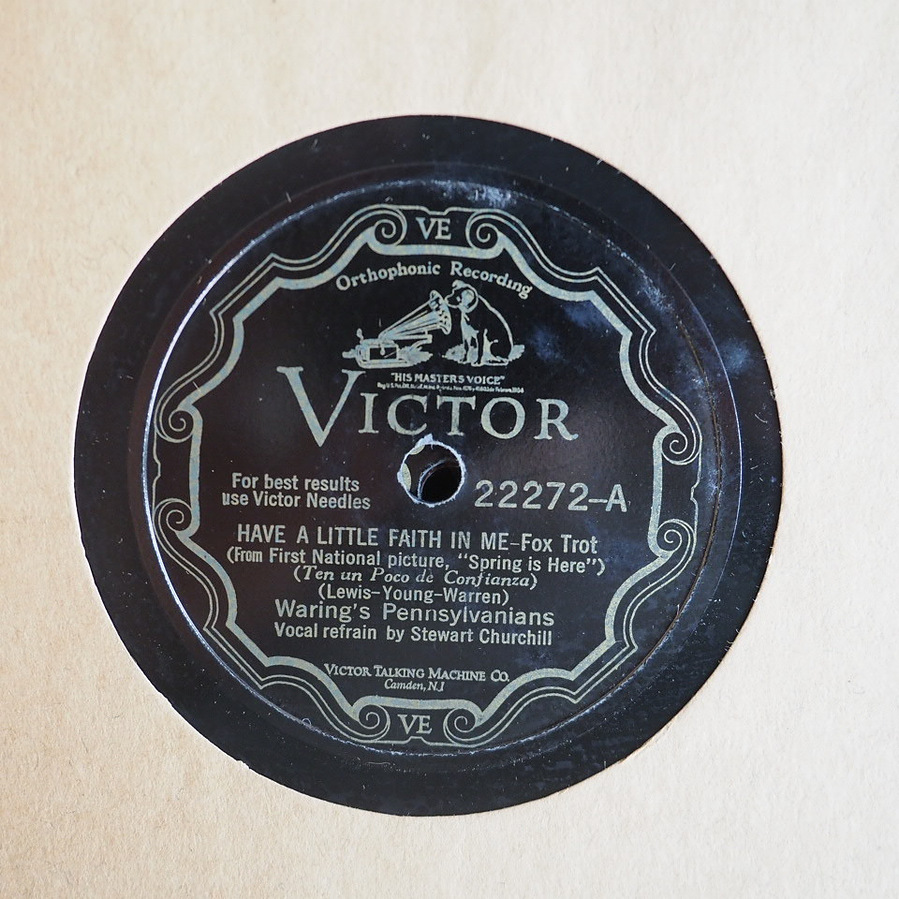 VE
Orthophonic Recording
"HIS MASTER'S VOICE"
VICTOR
For best results
use Victor Needles
22272-A
HAVE A LITTLE FAITH IN ME-Fox Trot
(From First National picture, "Spring is Here")
(Ten un Poco de Confianza)
(Lewis-Young-Warren)
Waring's Pennsylvanians
Vocal refrain by Stewart Churchill
VICTOR TALKING MACHINE CO.
Camden, N.J
VE